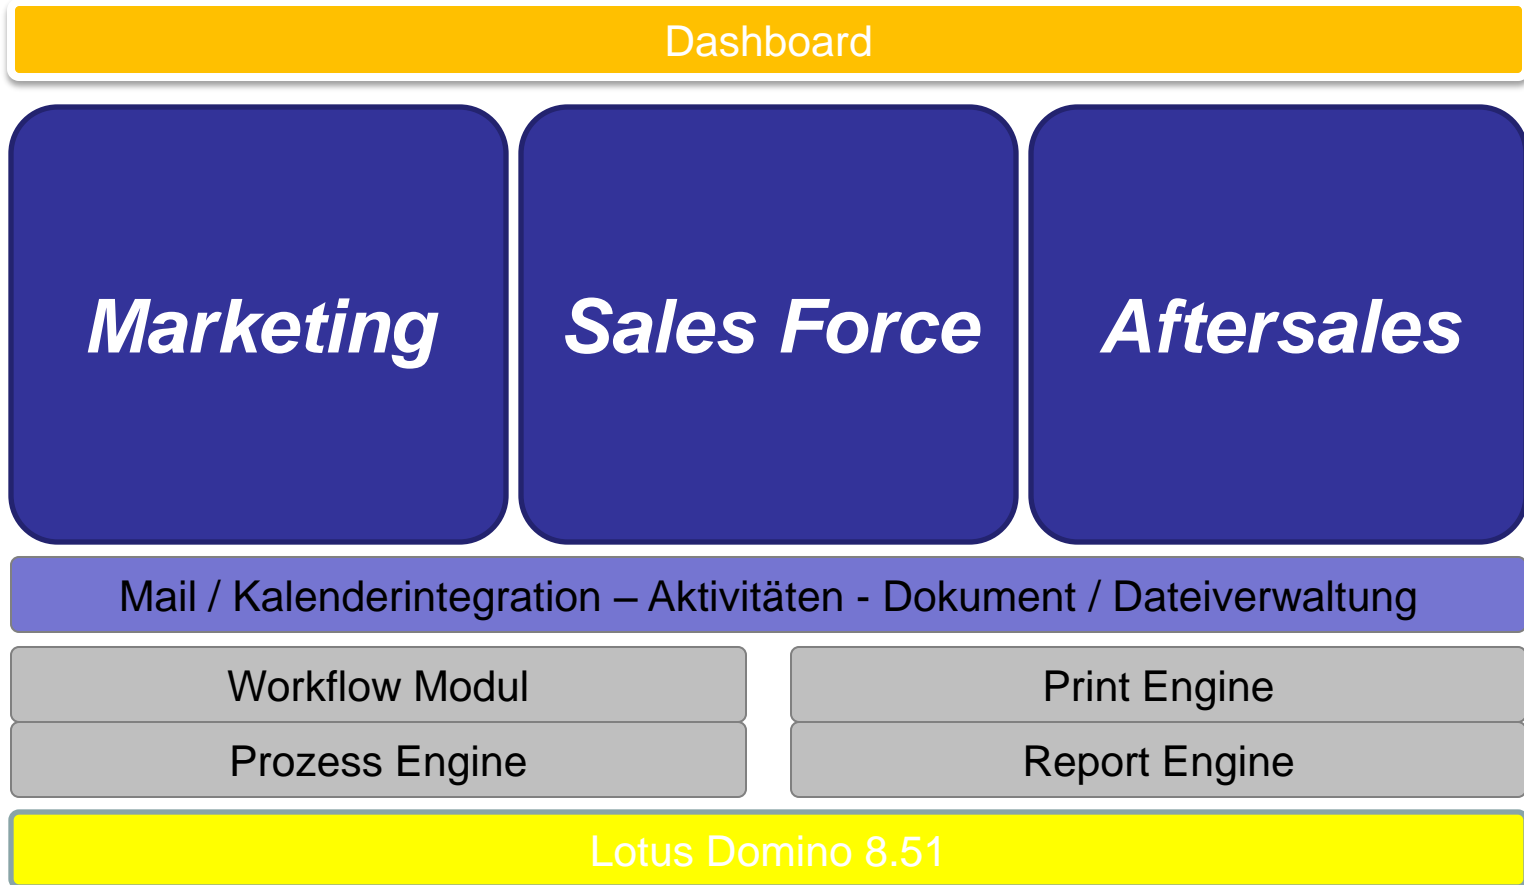 Dashboard
Marketing
Sales Force
Aftersales
Mail / Kalenderintegration – Aktivitäten - Dokument / Dateiverwaltung
Workflow Modul
Print Engine
Prozess Engine
Report Engine
Lotus Domino 8.51